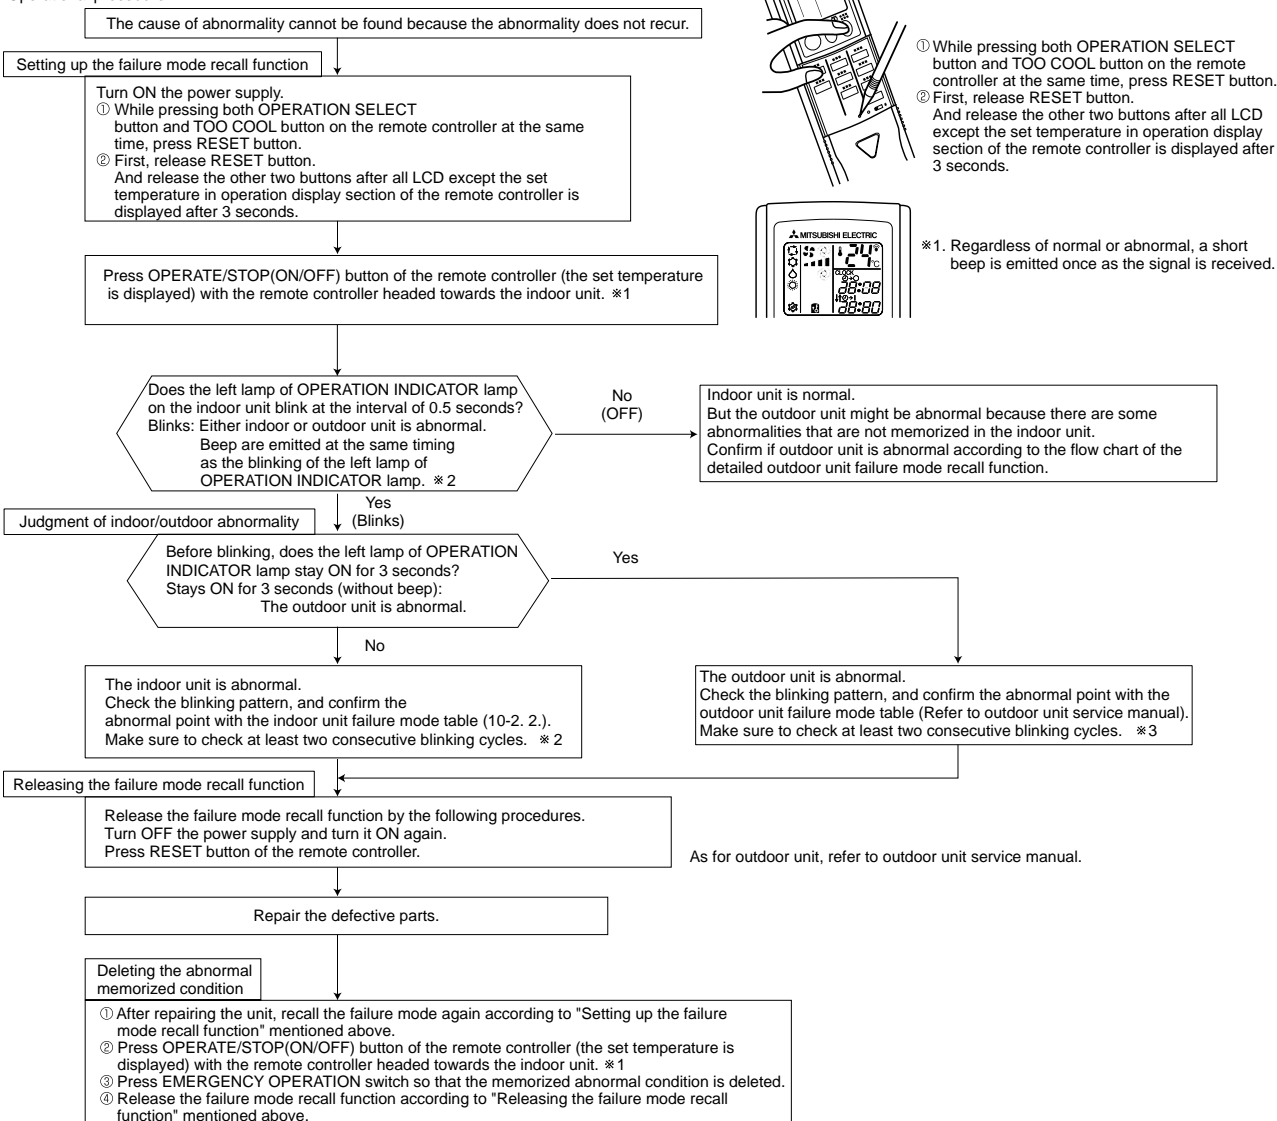 Operational procedure
The cause of abnormality cannot be found because the abnormality does not recur.
Setting up the failure mode recall function
Turn ON the power supply.
① While pressing both OPERATION SELECT
button and TOO COOL button on the remote controller at the same
time, press RESET button.
② First, release RESET button.
And release the other two buttons after all LCD except the set
temperature in operation display section of the remote controller is
displayed after 3 seconds.
① While pressing both OPERATION SELECT
button and TOO COOL button on the remote
controller at the same time, press RESET button.
② First, release RESET button.
And release the other two buttons after all LCD
except the set temperature in operation display
section of the remote controller is displayed after
3 seconds.
MITSUBISHI ELECTRIC
24°C
CLOCK
88:08
88:80
※1. Regardless of normal or abnormal, a short
beep is emitted once as the signal is received.
Press OPERATE/STOP(ON/OFF) button of the remote controller (the set temperature
is displayed) with the remote controller headed towards the indoor unit. ※1
Does the left lamp of OPERATION INDICATOR lamp
on the indoor unit blink at the interval of 0.5 seconds?
Blinks: Either indoor or outdoor unit is abnormal.
Beep are emitted at the same timing
as the blinking of the left lamp of
OPERATION INDICATOR lamp. ※2
No
(OFF)
Indoor unit is normal.
But the outdoor unit might be abnormal because there are some
abnormalities that are not memorized in the indoor unit.
Confirm if outdoor unit is abnormal according to the flow chart of the
detailed outdoor unit failure mode recall function.
Yes
(Blinks)
Judgment of indoor/outdoor abnormality
Before blinking, does the left lamp of OPERATION
INDICATOR lamp stay ON for 3 seconds?
Stays ON for 3 seconds (without beep):
The outdoor unit is abnormal.
Yes
No
The indoor unit is abnormal.
Check the blinking pattern, and confirm the
abnormal point with the indoor unit failure mode table (10-2. 2.).
Make sure to check at least two consecutive blinking cycles. ※2
The outdoor unit is abnormal.
Check the blinking pattern, and confirm the abnormal point with the
outdoor unit failure mode table (Refer to outdoor unit service manual).
Make sure to check at least two consecutive blinking cycles. ※3
Releasing the failure mode recall function
Release the failure mode recall function by the following procedures.
Turn OFF the power supply and turn it ON again.
Press RESET button of the remote controller.
As for outdoor unit, refer to outdoor unit service manual.
Repair the defective parts.
Deleting the abnormal
memorized condition
① After repairing the unit, recall the failure mode again according to "Setting up the failure
mode recall function" mentioned above.
② Press OPERATE/STOP(ON/OFF) button of the remote controller (the set temperature is
displayed) with the remote controller headed towards the indoor unit. ※1
③ Press EMERGENCY OPERATION switch so that the memorized abnormal condition is deleted.
④ Release the failure mode recall function according to "Releasing the failure mode recall
function" mentioned above.